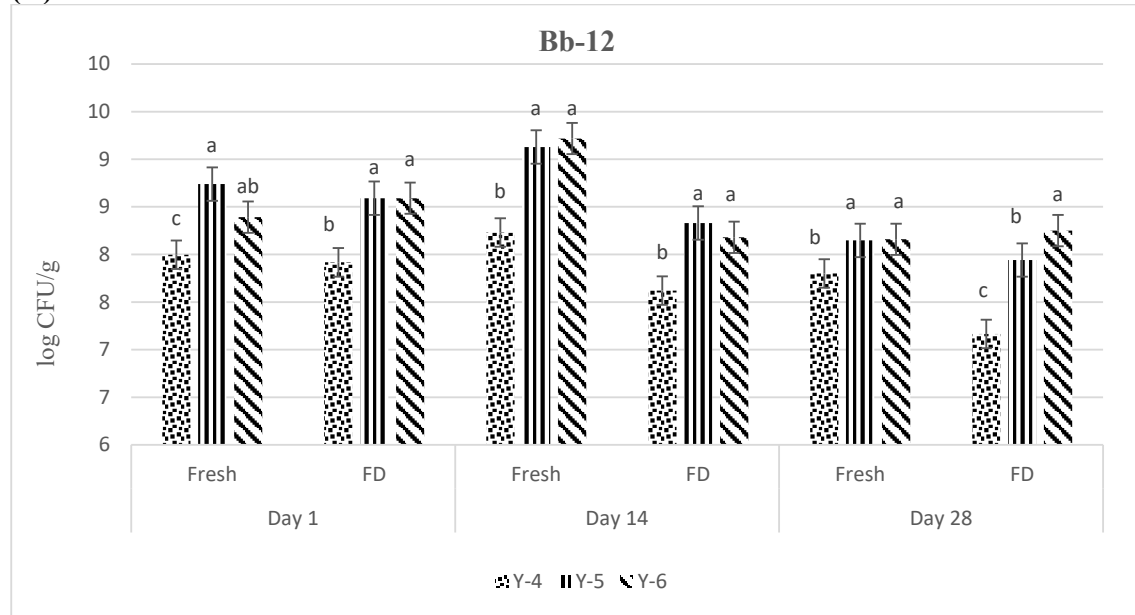 Bb-12
10
10
9
9
8
8
7
7
6
log CFU/g
c a ab
b a a
b a a
b a a
b a a
c b a
Fresh FD Fresh FD Fresh FD
Day 1 Day 14 Day 28
Y-4 Y-5 Y-6